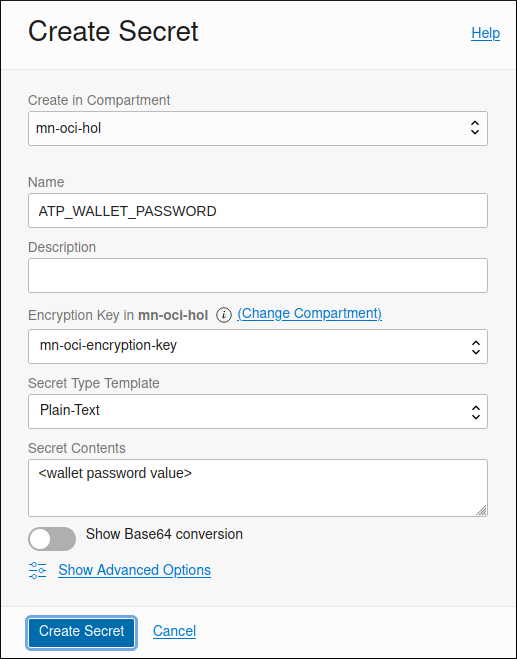 Create Secret
Help
Create in Compartment
mn-oci-hol
Name
ATP_WALLET_PASSWORD
Description
Encryption Key in mn-oci-hol i (Change Compartment)
mn-oci-encryption-key
Secret Type Template
Plain-Text
Secret Contents
<wallet password value>
Show Base64 conversion
Show Advanced Options
Create Secret Cancel